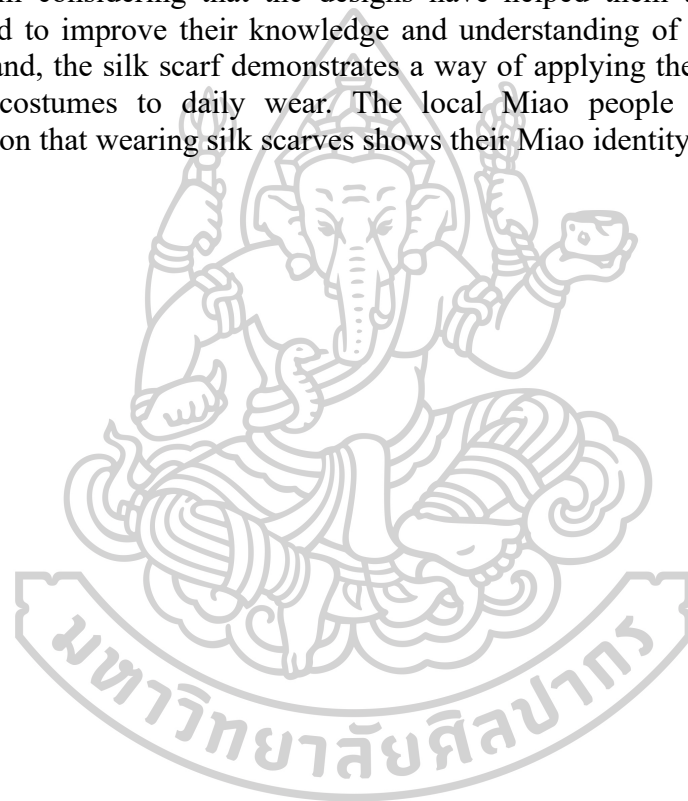 considering that the designs have helped them
d to improve their knowledge and understanding of
and, the silk scarf demonstrates a way of applying the
costumes to daily wear. The local Miao people
on that wearing silk scarves shows their Miao identity
มหาวิทยาลัยศิลปากร